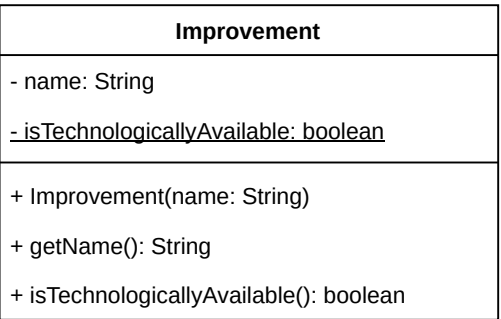 Improvement
- name: String
- isTechnologicallyAvailable: boolean
+ Improvement(name: String)
+ getName(): String
+ isTechnologicallyAvailable(): boolean